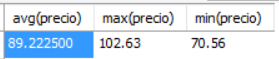 avg(precio) max(precio) min(precio)
89.222500 102.63 70.56